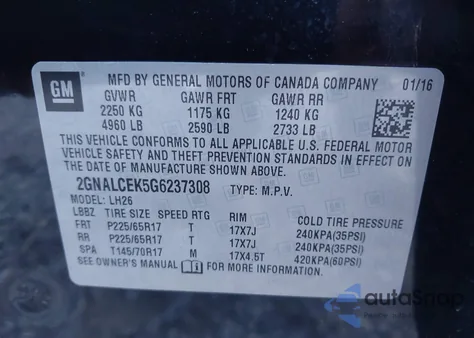 GM
MFD BY GENERAL MOTORS OF CANADA COMPANY 01/16
GVWR GAWR FRT GAWR RR
2250 KG 1175 KG 1240 KG
4960 LB 2590 LB 2733 LB
THIS VEHICLE CONFORMS TO ALL APPLICABLE U.S. FEDERAL MOTOR
VEHICLE SAFETY AND THEFT PREVENTION STANDARDS IN EFFECT ON
THE DATE OF MANUFACTURE SHOWN ABOVE.
2GNALCEK5G6237308 TYPE: M.P.V.
MODEL: LH26
LBBZ TIRE SIZE SPEED RTG RIM COLD TIRE PRESSURE
FRT P225/65R17 T 17X7J 240KPA(35PSI)
RR P225/65R17 T 17X7J 240KPA(35PSI)
SPA T145/70R17 M 17X4.5T 420KPA(60PSI)
SEE OWNER'S MANUAL FOR MORE INFORMATION.
autoSnap